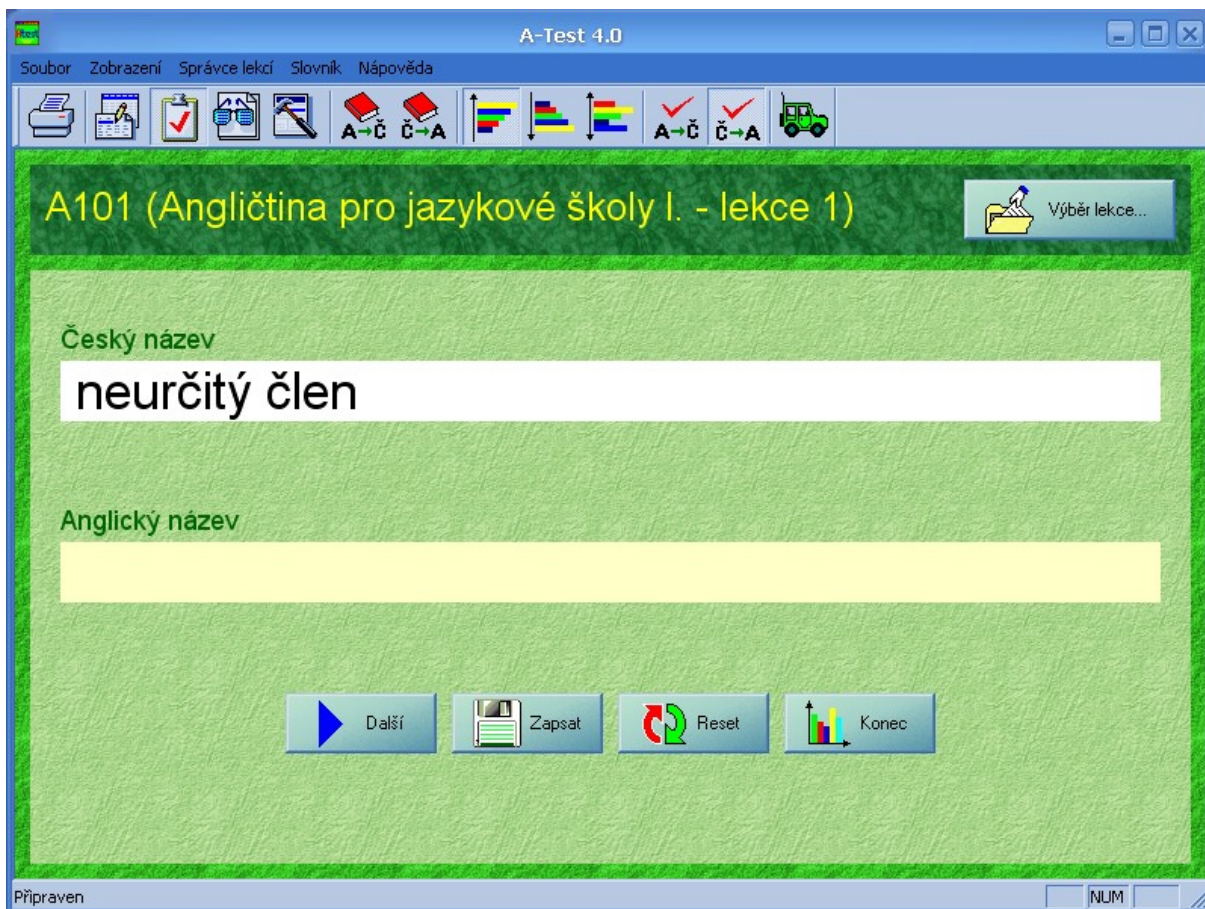 A-Test 4.0
Soubor Zobrazení Správce lekcí Slovník Nápověda
A→Č Č→A A→Č Č→A
A101 (Angličtina pro jazykové školy I. - lekce 1)
Výběr lekce...
Český název
neurčitý člen
Anglický název
Další Zapsat Reset Konec
Připraven NUM